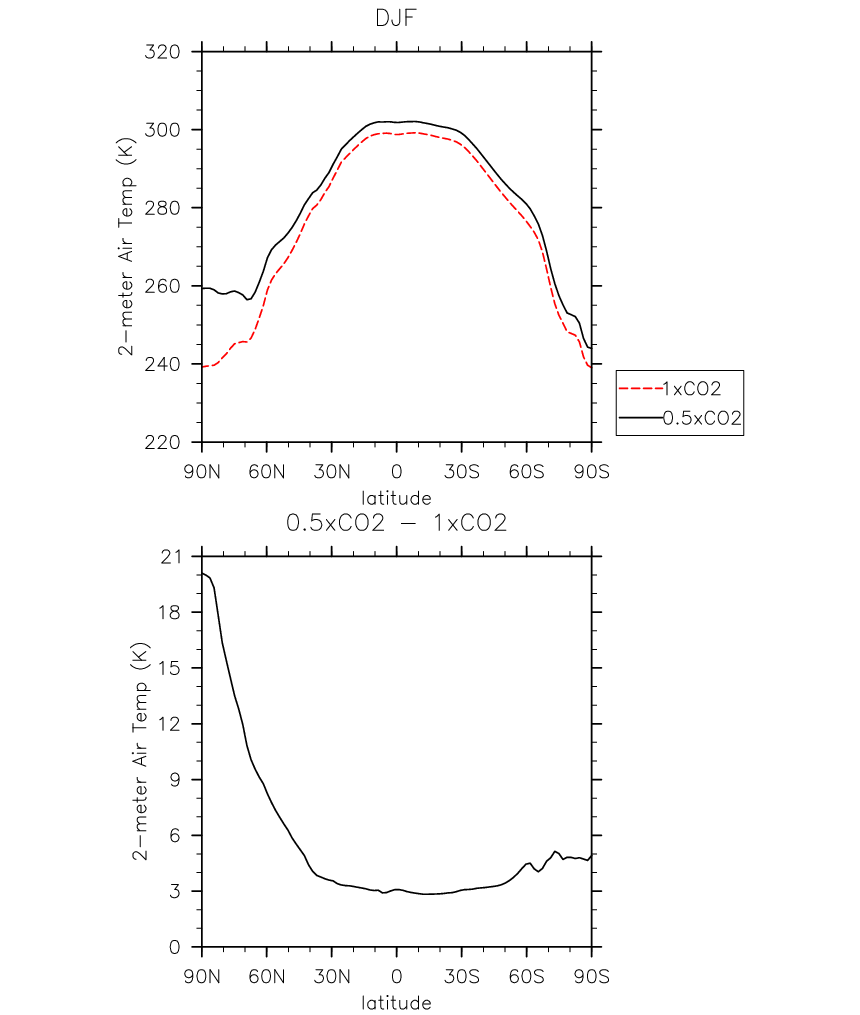 DJF
320
300
280
260
240
220
2-meter Air Temp (K)
90N 60N 30N 0 30S 60S 90S
latitude
1xCO2
0.5xCO2
0.5xCO2 - 1xCO2
21
18
15
12
9
6
3
0
2-meter Air Temp (K)
90N 60N 30N 0 30S 60S 90S
latitude